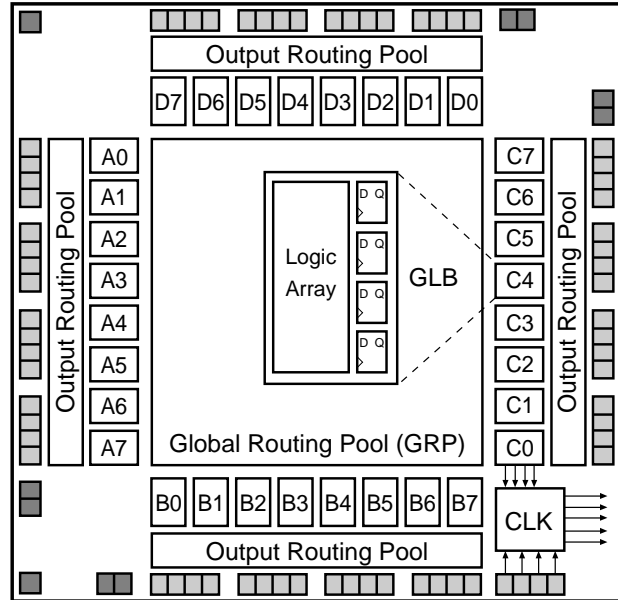 Output Routing Pool
D7 D6 D5 D4 D3 D2 D1 D0
Output Routing Pool
A0
A1
A2
A3
A4
A5
A6
A7
D Q
D Q
D Q
D Q
Logic
Array
GLB
Global Routing Pool (GRP)
C7
C6
C5
C4
C3
C2
C1
C0
Output Routing Pool
CLK
B0 B1 B2 B3 B4 B5 B6 B7
Output Routing Pool